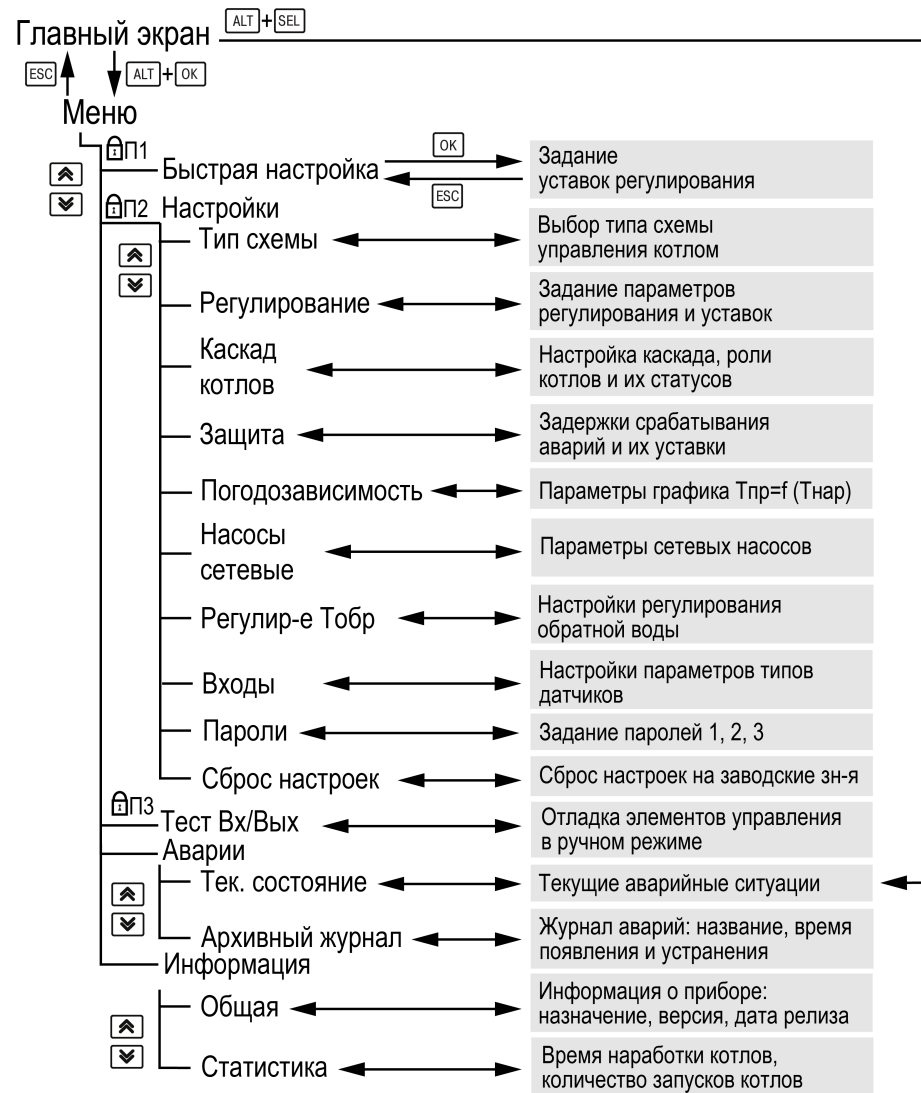 ALT + SEL
Главный экран
ESC ALT + OK
Меню
П1
OK
Быстрая настройка
ESC
Задание
уставок регулирования
П2 Настройки
Тип схемы
Выбор типа схемы
управления котлом
Регулирование
Задание параметров
регулирования и уставок
Каскад
котлов
Настройка каскада, роли
котлов и их статусов
Защита
Задержки срабатывания
аварий и их уставки
Погодозависимость
Параметры графика Тпр=f (Тнар)
Насосы
сетевые
Параметры сетевых насосов
Регулир-е Тобр
Настройки регулирования
обратной воды
Входы
Настройки параметров типов
датчиков
Пароли
Задание паролей 1, 2, 3
Сброс настроек
Сброс настроек на заводские зн-я
П3
Тест Вх/Вых
Отладка элементов управления
в ручном режиме
Аварии
Тек. состояние
Текущие аварийные ситуации
Архивный журнал
Журнал аварий: название, время
появления и устранения
Информация
Общая
Информация о приборе:
назначение, версия, дата релиза
Статистика
Время наработки котлов,
количество запусков котлов